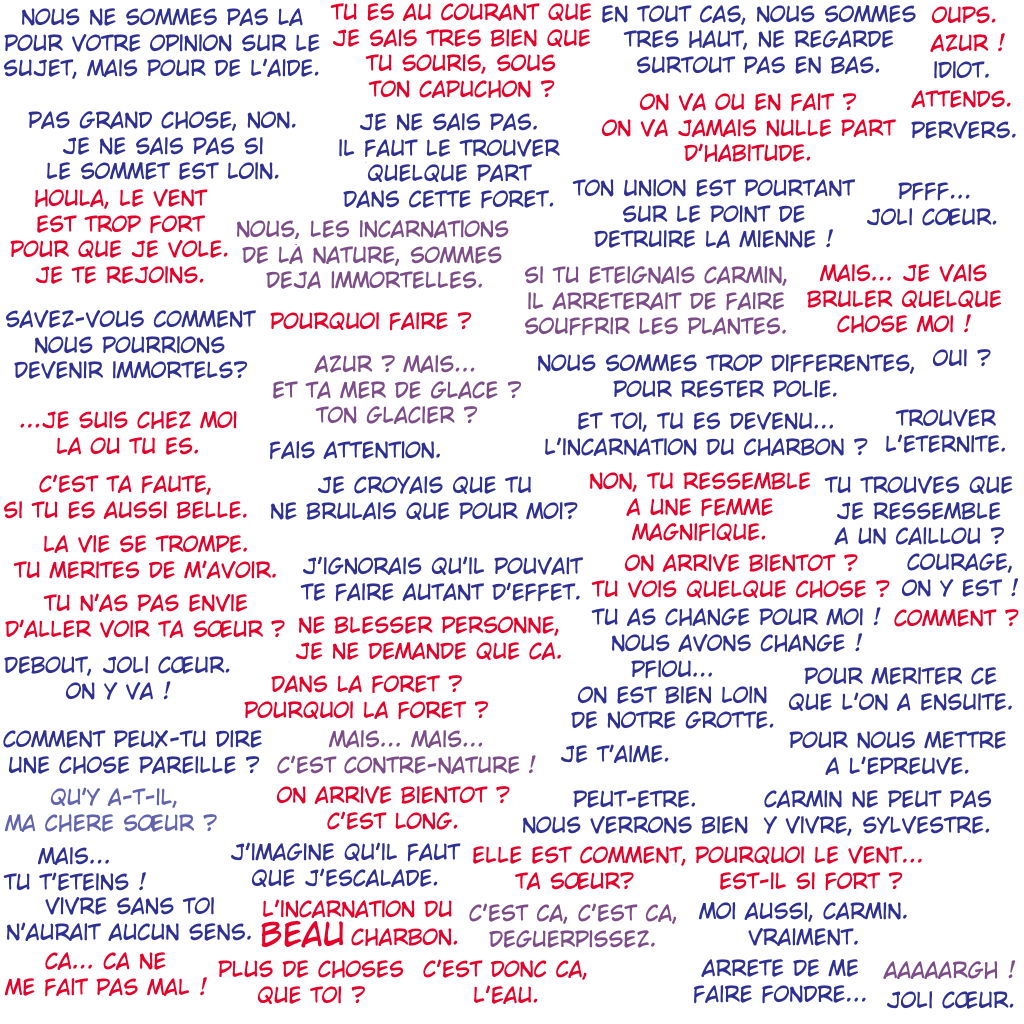 NOUS NE SOMMES PAS LA
POUR VOTRE OPINION SUR LE
SUJET, MAIS POUR DE L'AIDE.
TU ES AU COURANT QUE
JE SAIS TRES BIEN QUE
TU SOURIS, SOUS
TON CAPUCHON ?
EN TOUT CAS, NOUS SOMMES
TRES HAUT, NE REGARDE
SURTOUT PAS EN BAS.
OUPS.
AZUR !
IDIOT.
ATTENDS.
PERVERS.
ON VA OU EN FAIT ?
ON VA JAMAIS NULLE PART
D'HABITUDE.
PAS GRAND CHOSE, NON.
JE NE SAIS PAS SI
LE SOMMET EST LOIN.
JE NE SAIS PAS.
IL FAUT LE TROUVER
QUELQUE PART
DANS CETTE FORET.
TON UNION EST POURTANT
SUR LE POINT DE
DETRUIRE LA MIENNE !
PFFF...
JOLI CŒUR.
HOULA, LE VENT
EST TROP FORT
POUR QUE JE VOLE.
JE TE REJOINS.
NOUS, LES INCARNATIONS
DE LA NATURE, SOMMES
DEJA IMMORTELLES.
SI TU ETEIGNAIS CARMIN,
IL ARRETERAIT DE FAIRE
SOUFFRIR LES PLANTES.
MAIS... JE VAIS
BRULER QUELQUE
CHOSE MOI !
SAVEZ-VOUS COMMENT
NOUS POURRIONS
DEVENIR IMMORTELS?
POURQUOI FAIRE ?
AZUR ? MAIS...
ET TA MER DE GLACE ?
TON GLACIER ?
NOUS SOMMES TROP DIFFERENTES,
POUR RESTER POLIE.
OUI ?
...JE SUIS CHEZ MOI
LA OU TU ES.
FAIS ATTENTION.
ET TOI, TU ES DEVENU...
L'INCARNATION DU CHARBON ?
TROUVER
L'ETERNITE.
C'EST TA FAUTE,
SI TU ES AUSSI BELLE.
JE CROYAIS QUE TU
NE BRULAIS QUE POUR MOI?
NON, TU RESSEMBLE
A UNE FEMME
MAGNIFIQUE.
TU TROUVES QUE
JE RESSEMBLE
A UN CAILLOU ?
LA VIE SE TROMPE.
TU MERITES DE M'AVOIR.
J'IGNORAIS QU'IL POUVAIT
TE FAIRE AUTANT D'EFFET.
ON ARRIVE BIENTOT ?
TU VOIS QUELQUE CHOSE ?
COURAGE,
ON Y EST !
TU N'AS PAS ENVIE
D'ALLER VOIR TA SŒUR ?
NE BLESSER PERSONNE,
JE NE DEMANDE QUE CA.
TU AS CHANGE POUR MOI !
NOUS AVONS CHANGE !
COMMENT ?
DEBOUT, JOLI CŒUR.
ON Y VA !
DANS LA FORET ?
POURQUOI LA FORET ?
PFIOU...
ON EST BIEN LOIN
DE NOTRE GROTTE.
POUR MERITER CE
QUE L'ON A ENSUITE.
COMMENT PEUX-TU DIRE
UNE CHOSE PAREILLE ?
MAIS... MAIS...
C'EST CONTRE-NATURE !
JE T'AIME.
POUR NOUS METTRE
A L'EPREUVE.
QU'Y A-T-IL,
MA CHERE SŒUR ?
ON ARRIVE BIENTOT ?
C'EST LONG.
PEUT-ETRE.
NOUS VERRONS BIEN
CARMIN NE PEUT PAS
Y VIVRE, SYLVESTRE.
MAIS...
TU T'ETEINS !
J'IMAGINE QU'IL FAUT
QUE J'ESCALADE.
ELLE EST COMMENT,
TA SŒUR?
POURQUOI LE VENT...
EST-IL SI FORT ?
VIVRE SANS TOI
N'AURAIT AUCUN SENS.
L'INCARNATION DU
BEAU CHARBON.
C'EST CA, C'EST CA,
DEGUERPISSEZ.
MOI AUSSI, CARMIN.
VRAIMENT.
CA... CA NE
ME FAIT PAS MAL !
PLUS DE CHOSES
QUE TOI ?
C'EST DONC CA,
L'EAU.
ARRETE DE ME
FAIRE FONDRE...
AAAAARGH !
JOLI CŒUR.